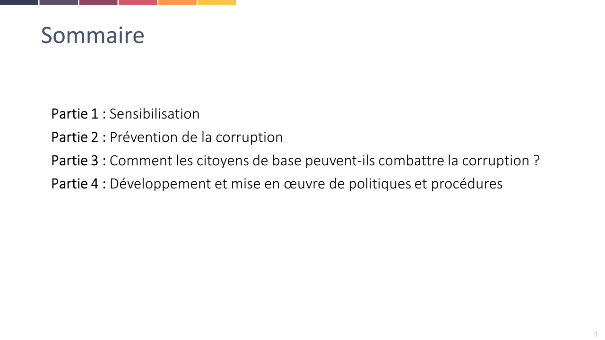 Sommaire
Partie 1 : Sensibilisation
Partie 2 : Prévention de la corruption
Partie 3 : Comment les citoyens de base peuvent-ils combattre la corruption ?
Partie 4 : Développement et mise en œuvre de politiques et procédures
4